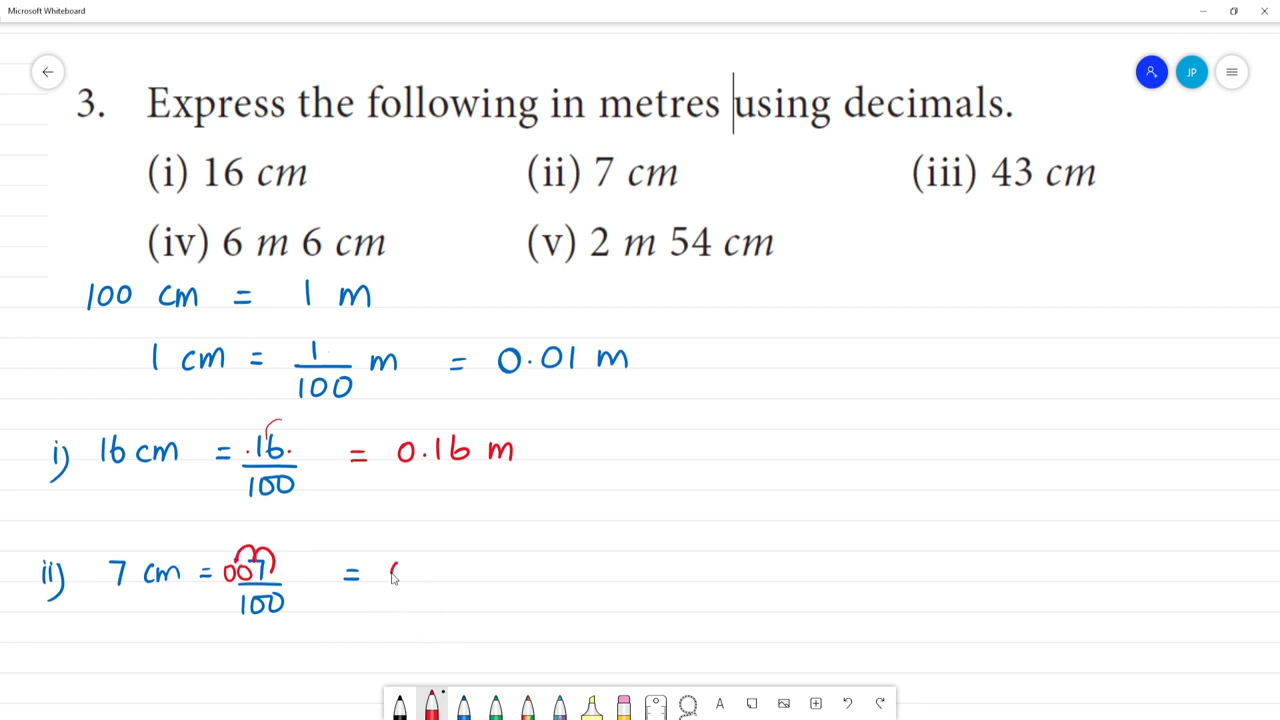 Microsoft Whiteboard
JP
3. Express the following in metres using decimals.
(i) 16 cm (ii) 7 cm (iii) 43 cm
(iv) 6 m 6 cm (v) 2 m 54 cm
100 cm = 1 m
1 cm = 1/100 m = 0.01 m
i) 16 cm = .16./100 = 0.16 m
ii) 7 cm = 007/100 =
A